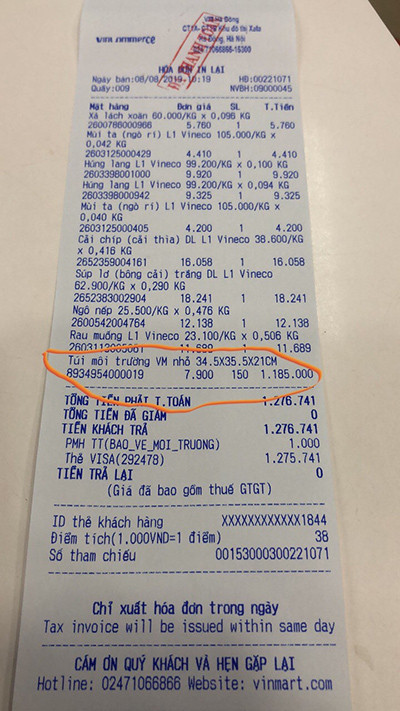 VM Hà Đông
vincommerce
Hà Đông, Hà Nội
HÓA ĐƠN IN LẠI
Ngày bán:08/08/2019 10:19 HĐ:00221071
Quầy:009 NVBH:09000045
Mặt hàng Đơn giá SL T.Tiền
Xà lách xoăn 60.000/KG x 0,096 KG
2600786000966 5.760 1 5.760
Mùi ta (ngò rí) L1 Vineco 105.000/KG x
0,042 KG
2603125000429 4.410 1 4.410
Húng lang L1 Vineco 99.200/KG x 0,100 KG
2603398001000 9.920 1 9.920
Húng lang L1 Vineco 99.200/KG x 0,094 KG
2603398000942 9.325 1 9.325
Mùi ta (ngò rí) L1 Vineco 105.000/KG x
0,040 KG
2603125000405 4.200 1 4.200
Cải chíp (cải thìa) DL L1 Vineco 38.600/KG
x 0,416 KG
2652359004161 16.058 1 16.058
Súp lơ (bông cải) trắng DL L1 Vineco
62.900/KG x 0,290 KG
2652383002904 18.241 1 18.241
Ngô nếp 25.500/KG x 0,476 KG
2600542004764 12.138 1 12.138
Rau muống L1 Vineco 23.100/KG x 0,506 KG
2603113005061 11.689 1 11.689
Túi môi trường VM nhỏ 34.5X35.5X21CM
8934954000019 7.900 150 1.185.000
TỔNG TIỀN PHẢI T.TOÁN 1.276.741
TỔNG TIỀN ĐÃ GIẢM 0
TIỀN KHÁCH TRẢ 1.276.741
PMH TT(BAO_VE_MOI_TRUONG) 1.000
Thẻ VISA(292478) 1.275.741
TIỀN TRẢ LẠI 0
(Giá đã bao gồm thuế GTGT)
ID thẻ khách hàng XXXXXXXXXXXX1844
Điểm tích(1.000VND=1 điểm) 38
Số tham chiếu 00153000300221071
Chỉ xuất hóa đơn trong ngày
Tax invoice will be issued within same day
CẢM ƠN QUÝ KHÁCH VÀ HẸN GẶP LẠI
Hotline: 02471066866 Website: vinmart.com